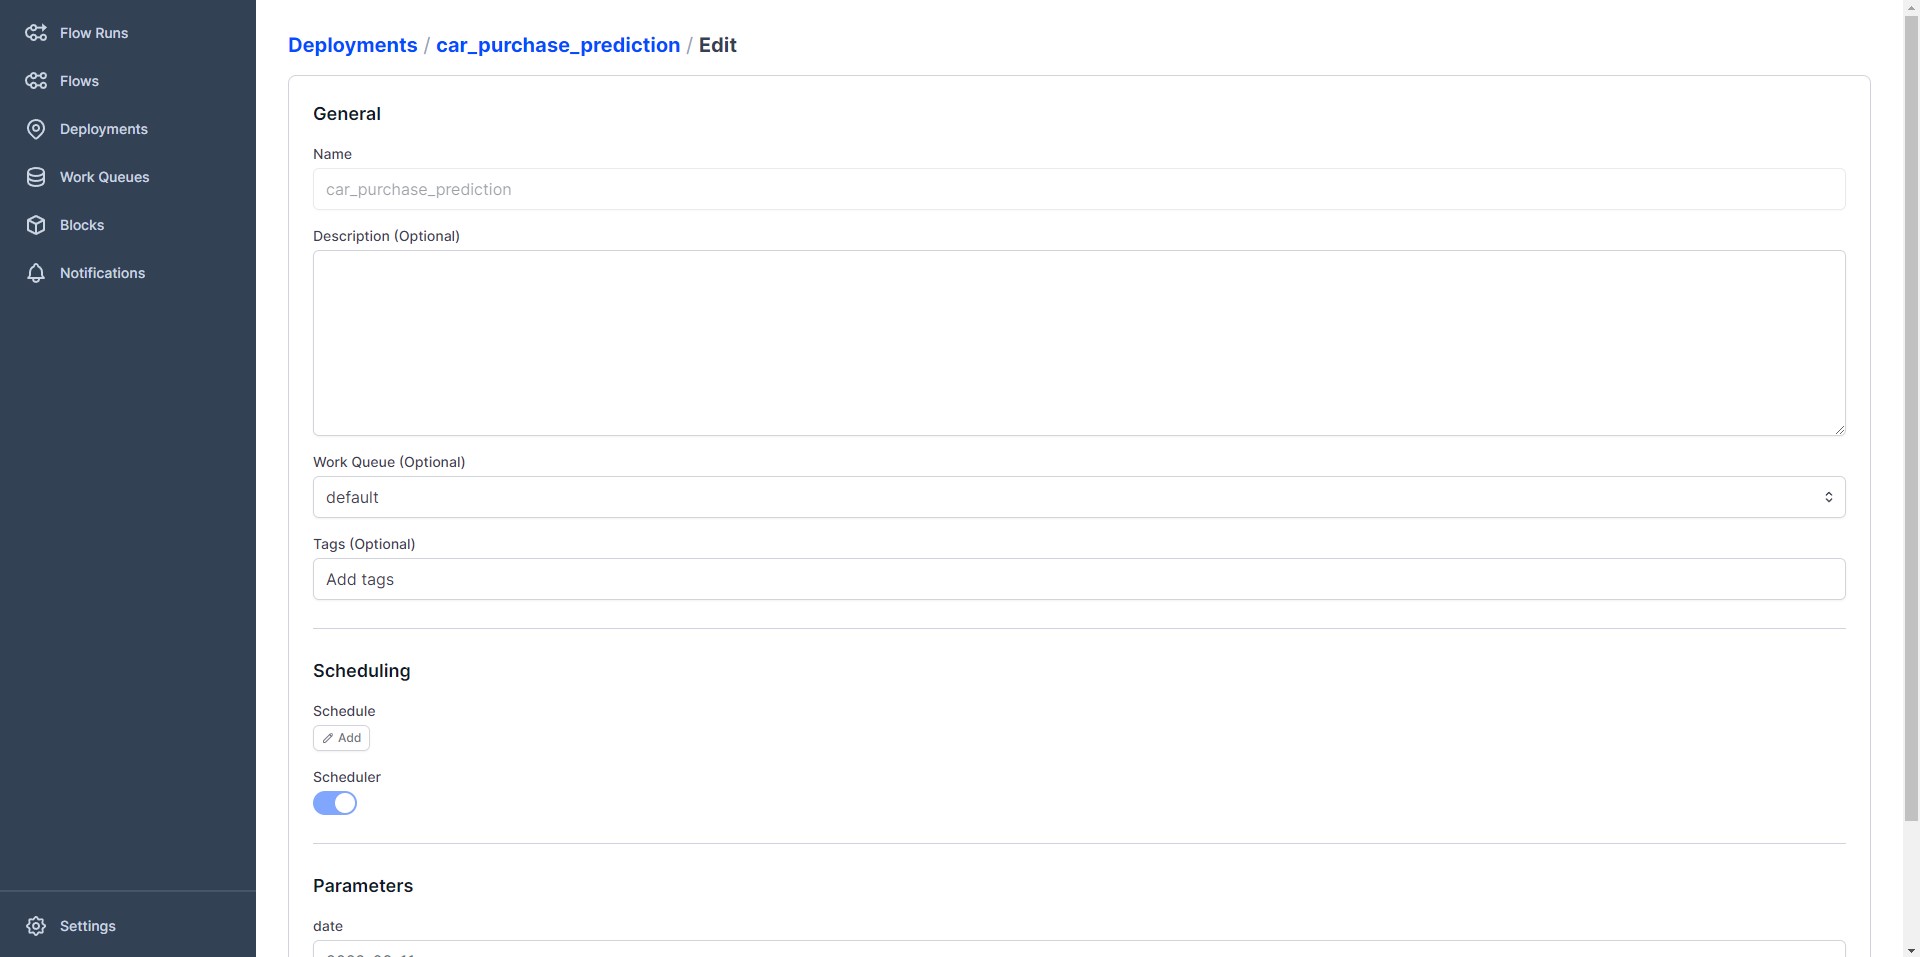 Flow Runs
Flows
Deployments
Work Queues
Blocks
Notifications
Settings
Deployments / car_purchase_prediction / Edit
General
Name
car_purchase_prediction
Description (Optional)
Work Queue (Optional)
default
Tags (Optional)
Add tags
Scheduling
Schedule
Add
Scheduler
Parameters
date